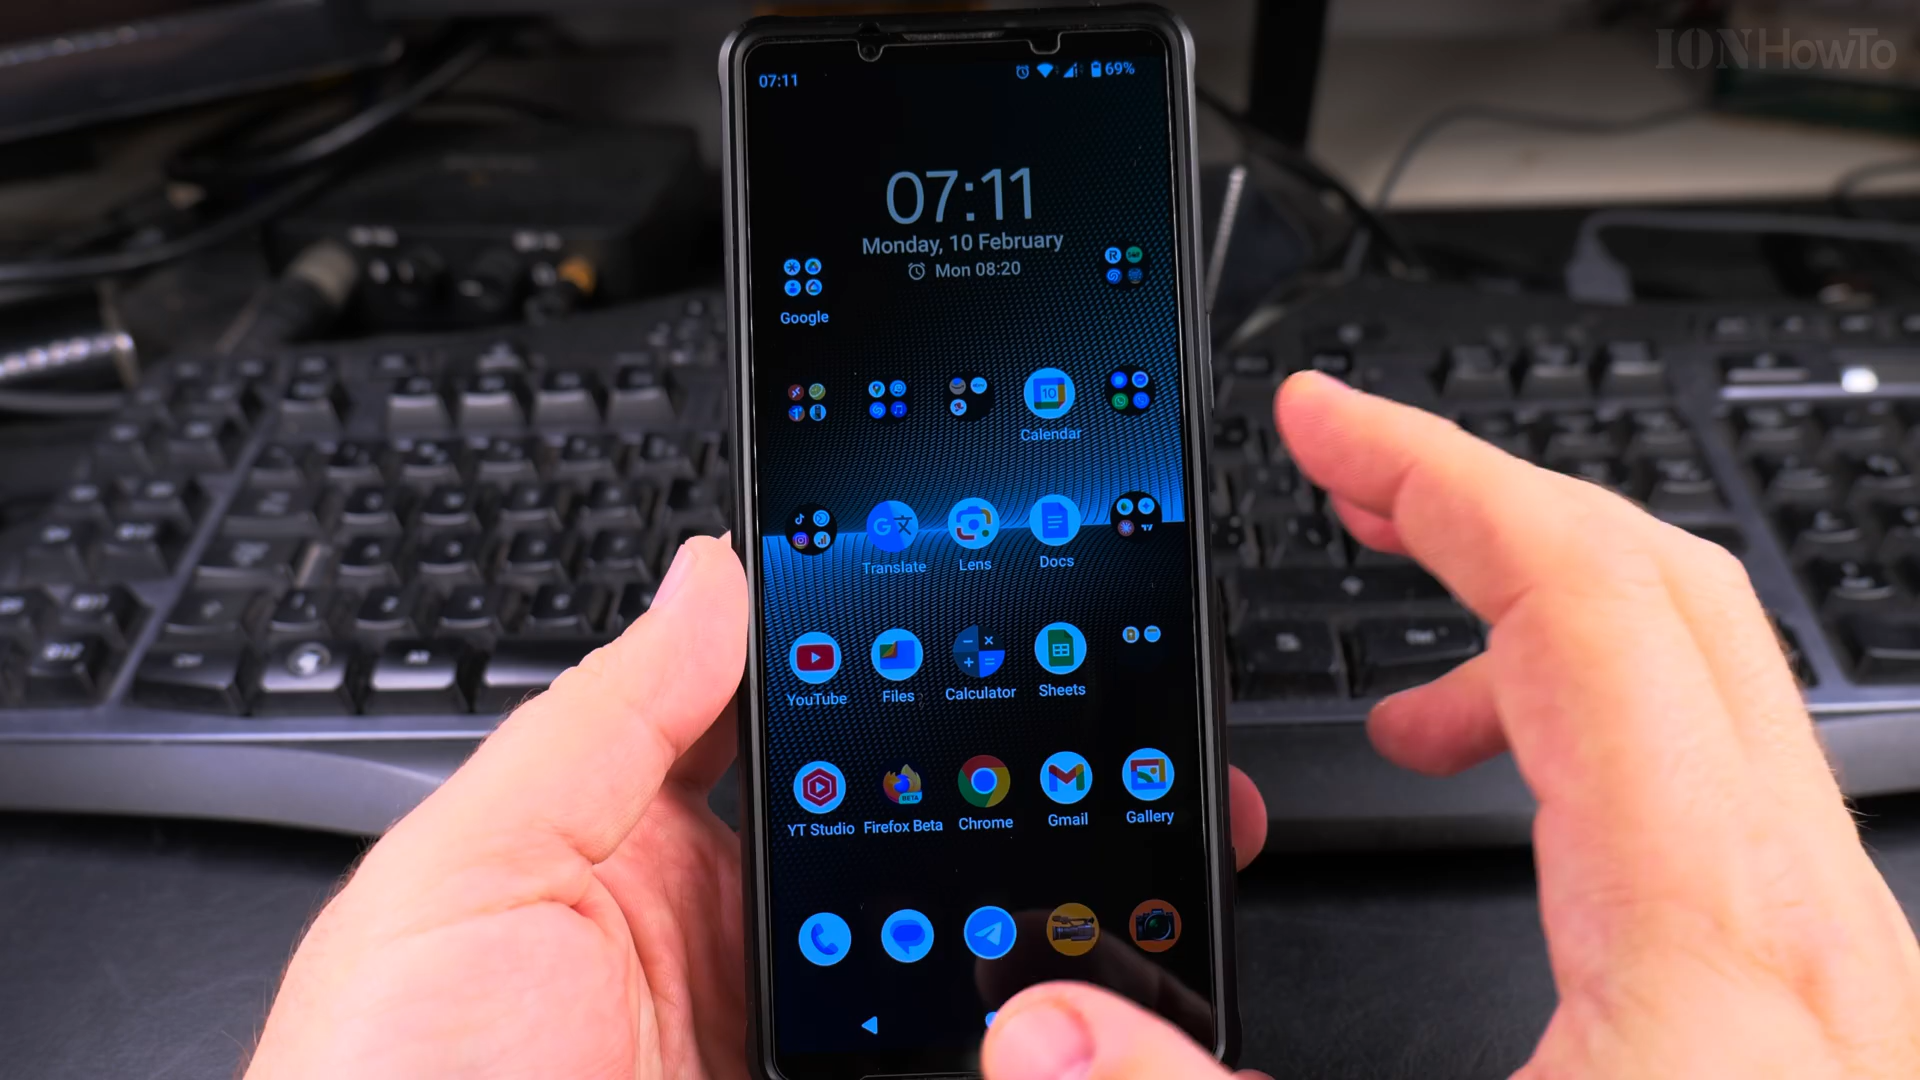 IONHowTo
07:11
69%
07:11
Monday, 10 February
Mon 08:20
Google
10
Calendar
Translate
Lens
Docs
YouTube
Files
Calculator
Sheets
BETA
YT Studio
Firefox Beta
Chrome
Gmail
Gallery